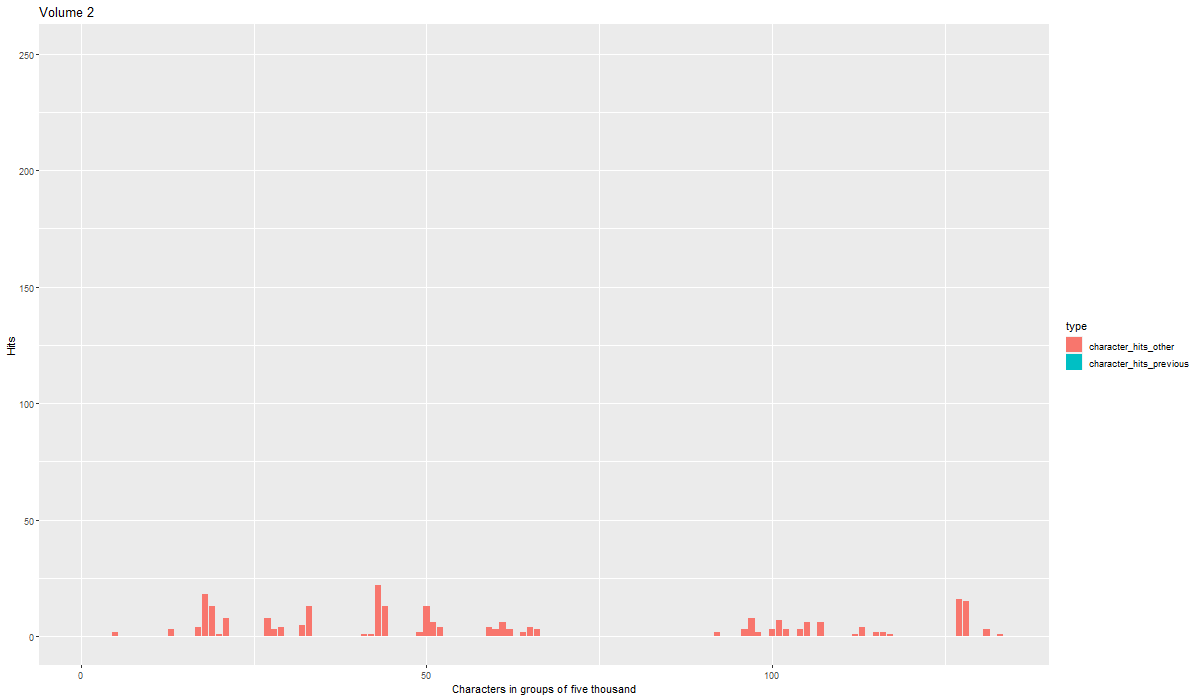 Volume 2
250
200
150
100
50
0
Hits
0 50 100
Characters in groups of five thousand
type
character_hits_other
character_hits_previous